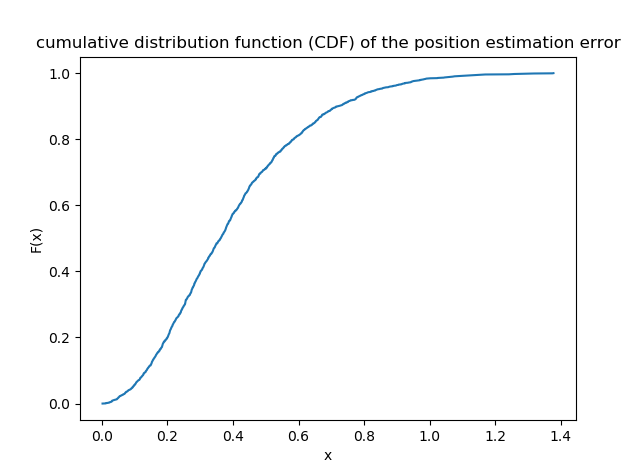 cumulative distribution function (CDF) of the position estimation error
1.0
0.8
0.6
0.4
0.2
0.0
F(x)
0.0 0.2 0.4 0.6 0.8 1.0 1.2 1.4
x